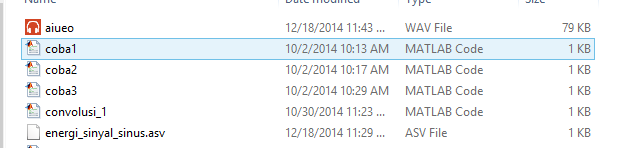 Name Date modified Type Size
aiueo 12/18/2014 11:43 ... WAV File 79 KB
coba1 10/2/2014 10:13 AM MATLAB Code 1 KB
coba2 10/2/2014 10:17 AM MATLAB Code 1 KB
coba3 10/2/2014 10:29 AM MATLAB Code 1 KB
convolusi_1 10/30/2014 11:23 ... MATLAB Code 1 KB
energi_sinyal_sinus.asv 12/18/2014 11:29 ... ASV File 1 KB